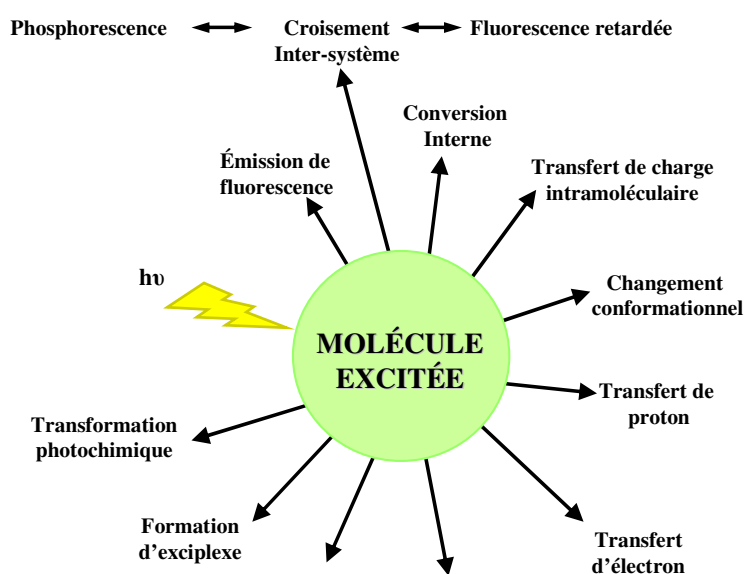 Phosphorescence
Croisement
Inter-système
Fluorescence retardée
Conversion
Interne
Émission de
fluorescence
Transfert de charge
intramoléculaire
hυ
Changement
conformationnel
MOLÉCULE
EXCITÉE
Transfert de
proton
Transformation
photochimique
Formation
d’exciplexe
Transfert
d’électron